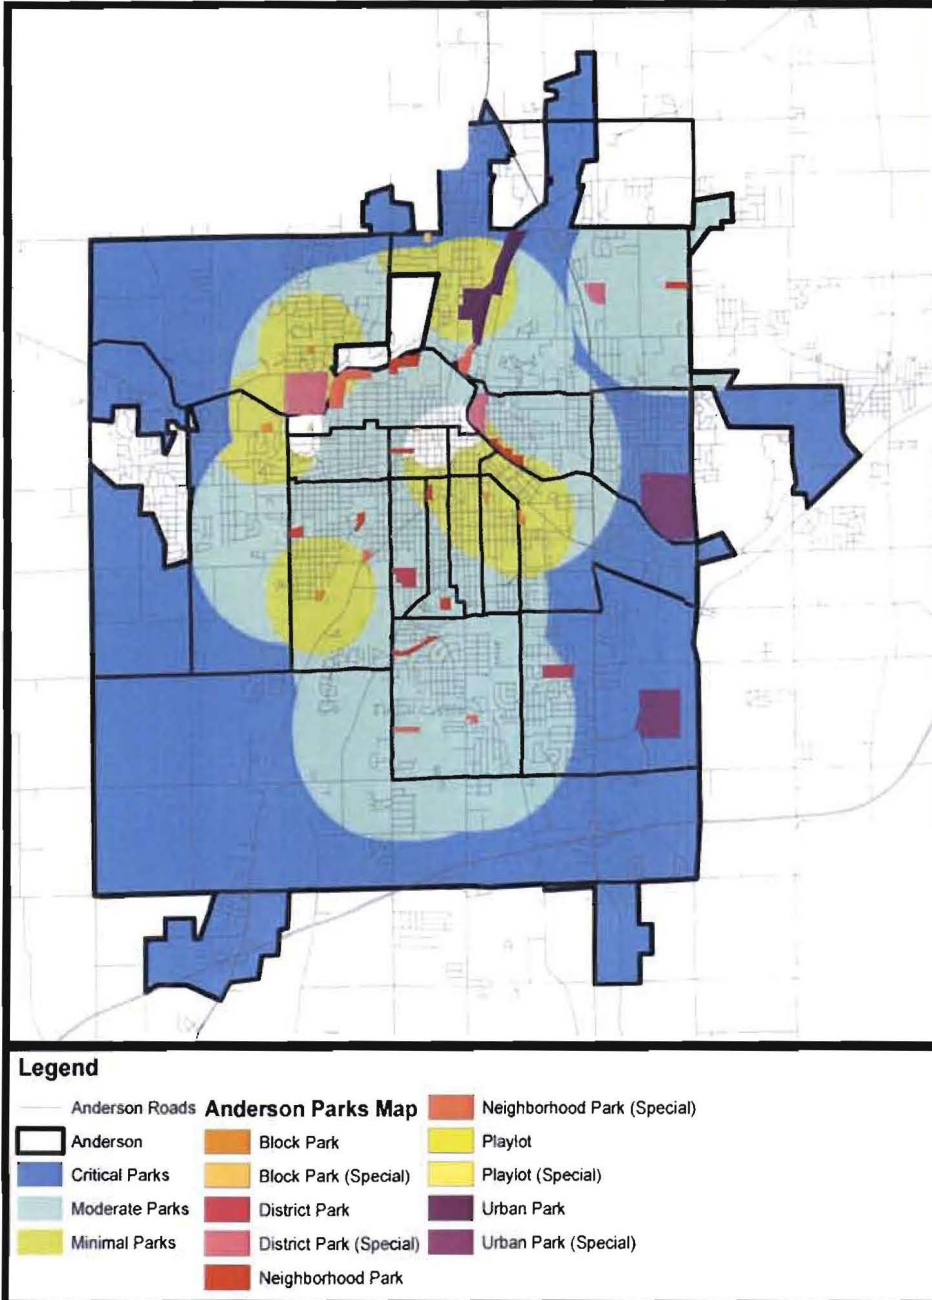 Legend
Anderson Roads
Anderson
Critical Parks
Moderate Parks
Minimal Parks
Anderson Parks Map
Block Park
Block Park (Special)
District Park
District Park (Special)
Neighborhood Park
Neighborhood Park (Special)
Playlot
Playlot (Special)
Urban Park
Urban Park (Special)